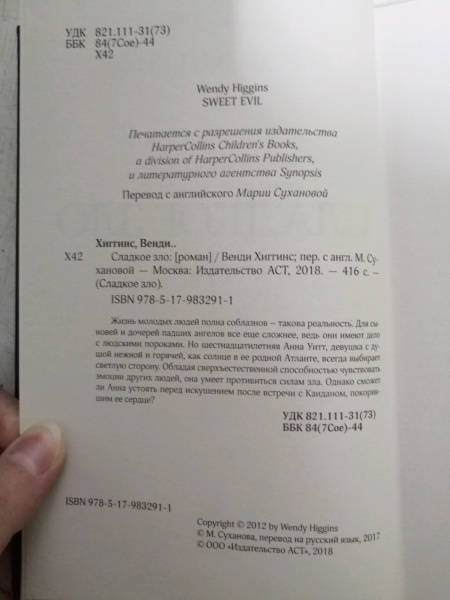 УДК 821.111-31(73)
ББК 84(7Сое)-44
Х42
Wendy Higgins
SWEET EVIL
Печатается с разрешения издательства
HarperCollins Children's Books,
a division of HarperCollins Publishers,
и литературного агентства Synopsis
Перевод с английского Марии Сухановой
Хиггинс, Венди..
Х42 Сладкое зло: [роман] / Венди Хиггинс; пер. с англ. М. Су-
хановой — Москва: Издательство АСТ, 2018. — 416 с. –
(Сладкое зло).
ISBN 978-5-17-983291-1
Жизнь молодых людей полна соблазнов – такова реальность. Для сы-
новей и дочерей падших ангелов все еще сложнее, ведь они имеют дело
с людскими пороками. Но шестнадцатилетняя Анна Уитт, девушка с ду-
шой нежной и горячей, как солнце в ее родной Атланте, всегда выбирает
светлую сторону. Обладая сверхъестественной способностью чувствовать
эмоции других людей, она умеет противиться силам зла. Однако сможет
ли Анна устоять перед искушением после встречи с Каиданом, покорив-
шим ее сердце?
УДК 821.111-31(73)
ББК 84(7Сое)-44
ISBN 978-5-17-983291-1
Copyright © 2012 by Wendy Higgins
© М. Суханова, перевод на русский язык, 2017
© ООО «Издательство АСТ», 2018